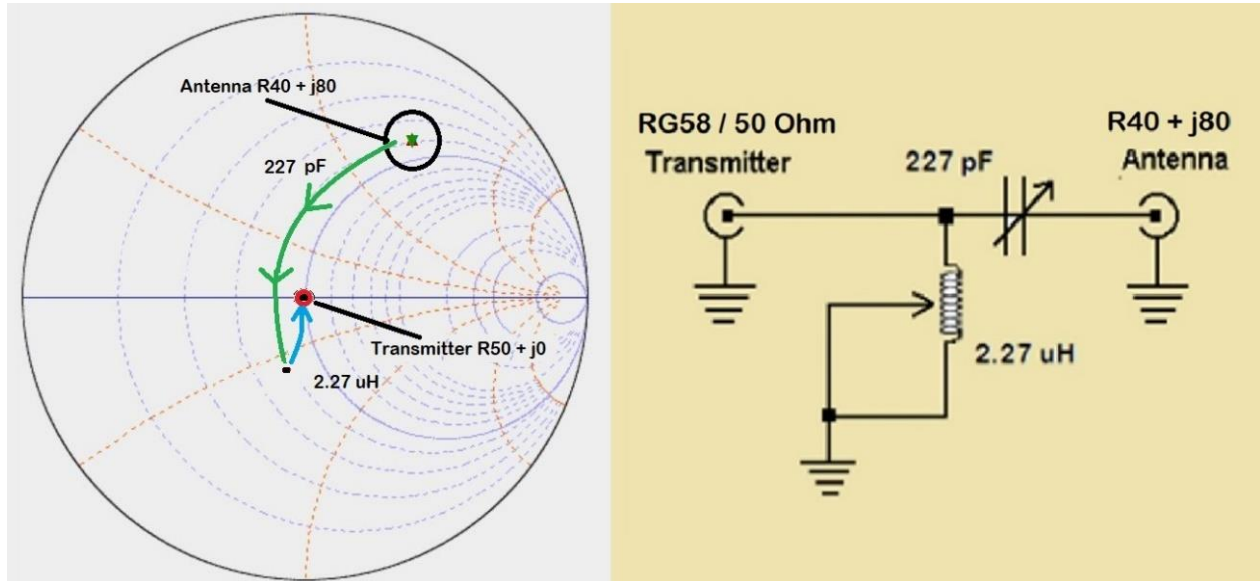 Antenna R40 + j80
227 pF
Transmitter R50 + j0
2.27 uH
RG58 / 50 Ohm
Transmitter
227 pF
R40 + j80
Antenna
2.27 uH